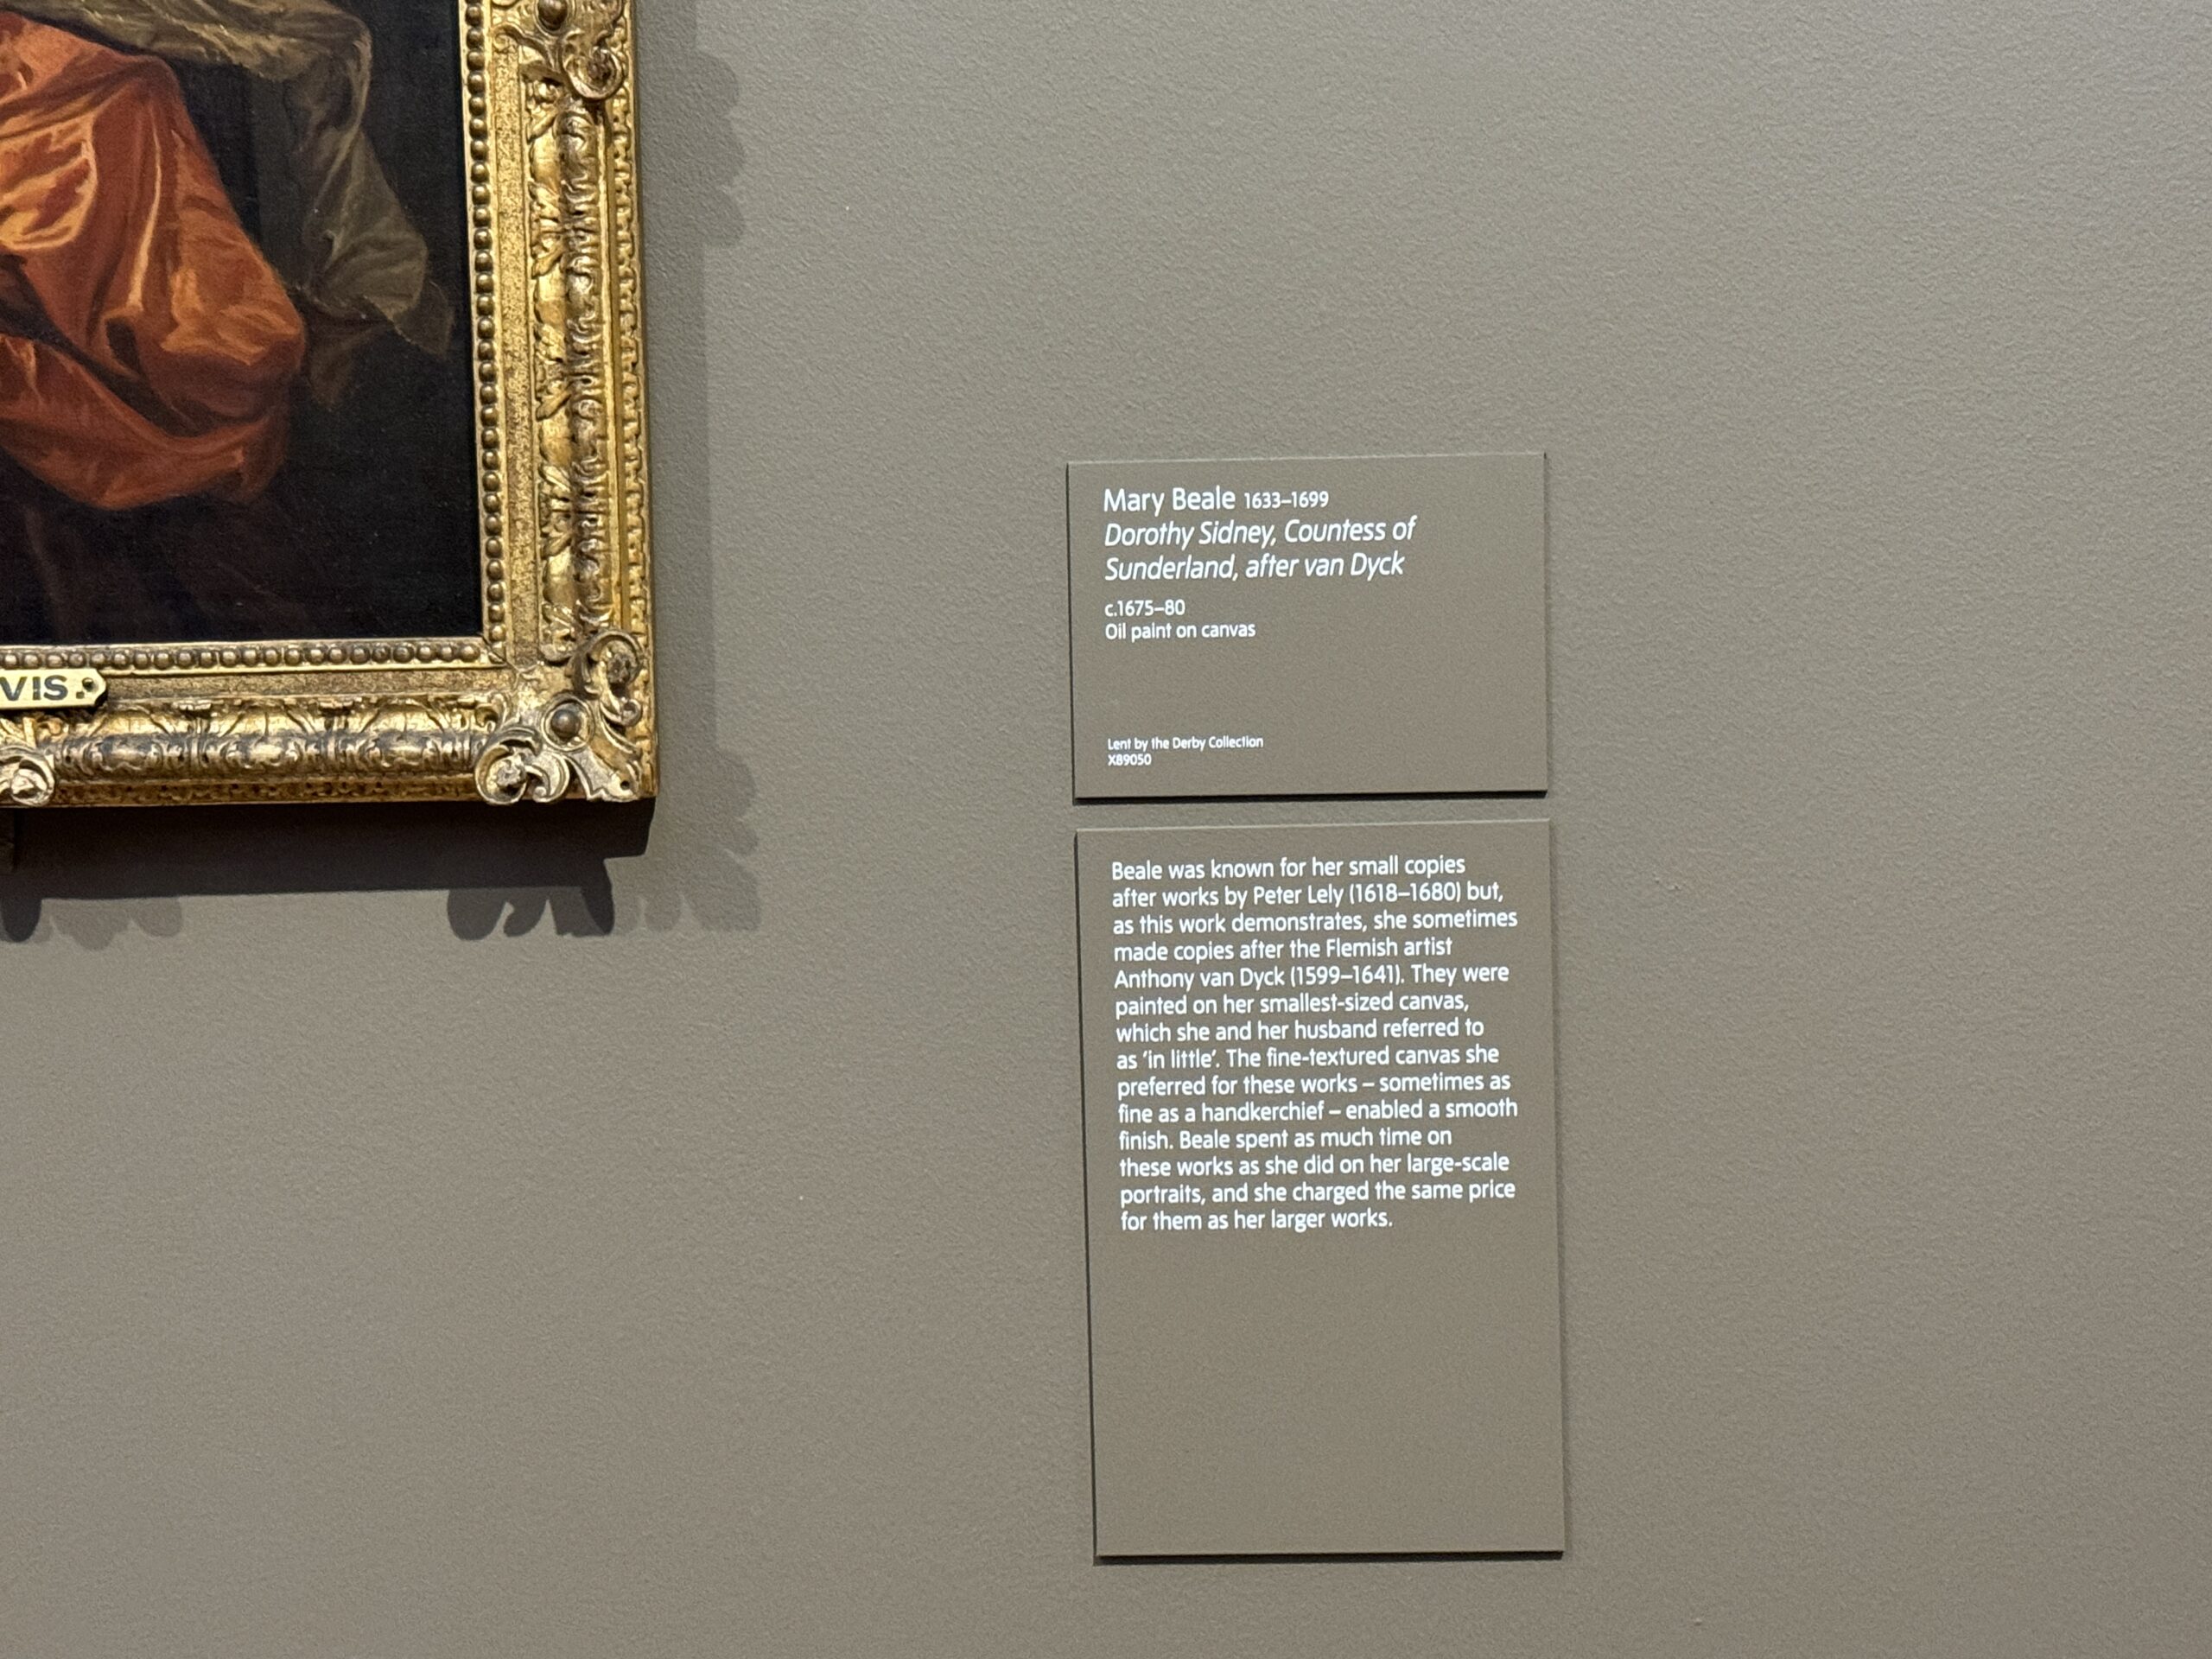 VIS.
Mary Beale 1633–1699
Dorothy Sidney, Countess of
Sunderland, after van Dyck
c.1675–80
Oil paint on canvas
Lent by the Derby Collection
X89050
Beale was known for her small copies
after works by Peter Lely (1618–1680) but,
as this work demonstrates, she sometimes
made copies after the Flemish artist
Anthony van Dyck (1599–1641). They were
painted on her smallest-sized canvas,
which she and her husband referred to
as ‘in little’. The fine-textured canvas she
preferred for these works – sometimes as
fine as a handkerchief – enabled a smooth
finish. Beale spent as much time on
these works as she did on her large-scale
portraits, and she charged the same price
for them as her larger works.